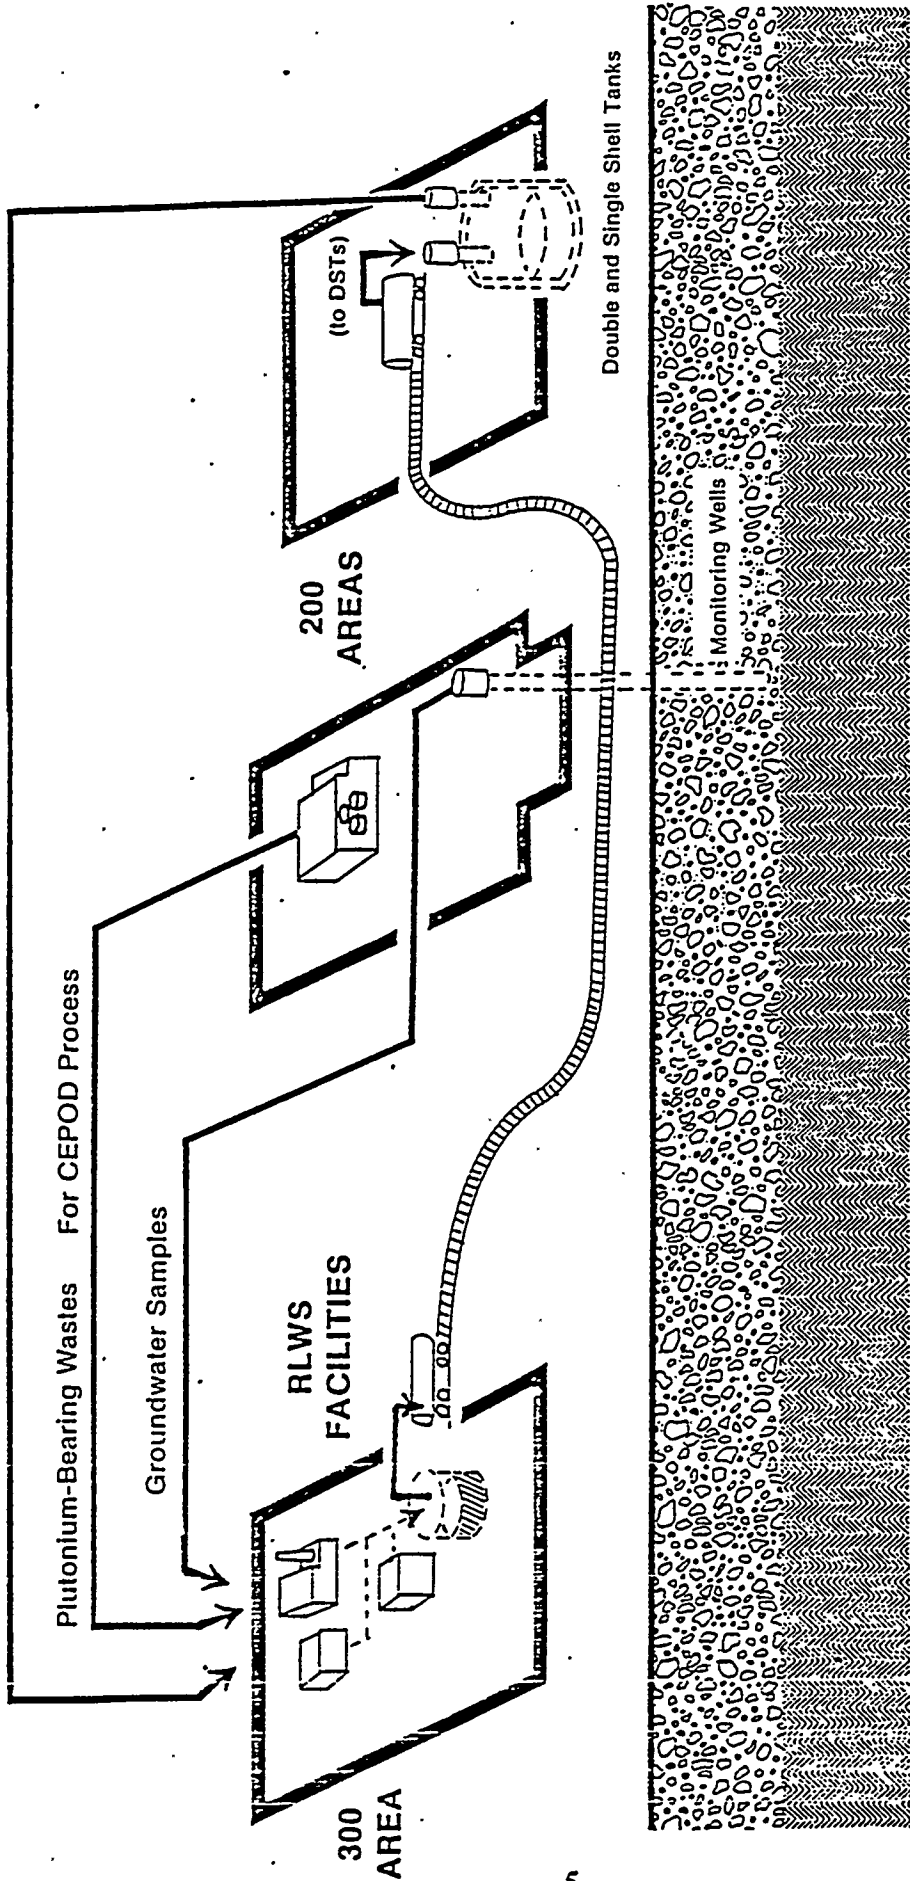 Plutonium-Bearing Wastes For CEPOD Process
Groundwater Samples
RLWS
FACILITIES
300
AREA
200
AREAS
(to DSTs)
Double and Single Shell Tanks
Monitoring Wells
5